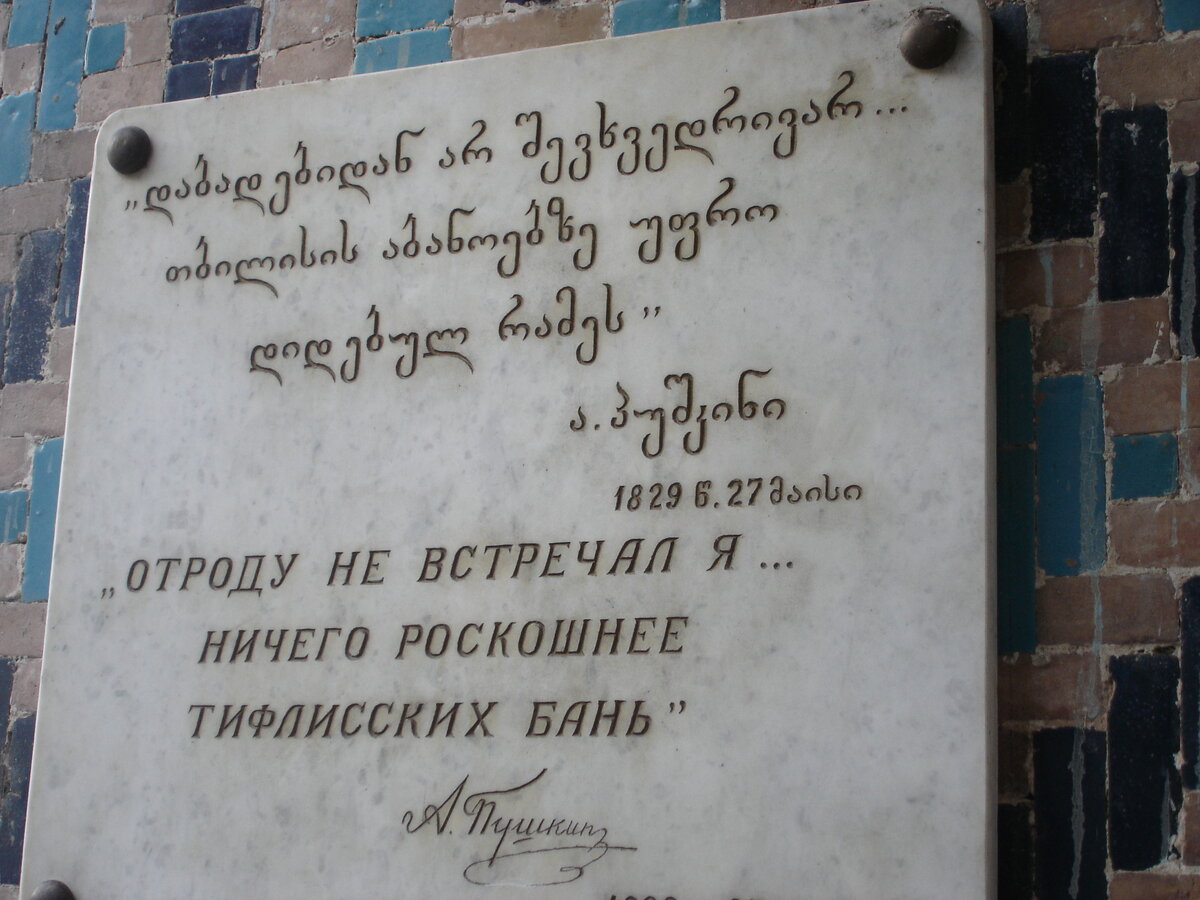 „დაბადებიდან არ შევხვედრივარ...
თბილისის აბანოებზე უფრო
დიდებულ რამეს”
ა. პუშკინი
1829 წ. 27 მაისი
„ОТРОДУ НЕ ВСТРЕЧАЛ Я ...
НИЧЕГО РОСКОШНЕЕ
ТИФЛИССКИХ БАНЬ”
А. Пушкин